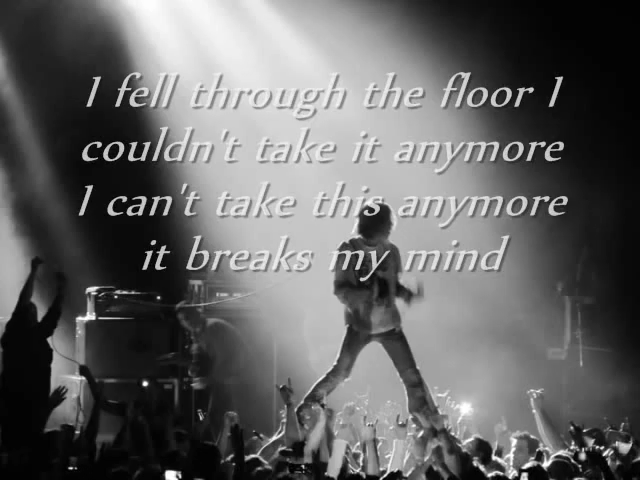 I fell through the floor I
couldn't take it anymore
I can't take this anymore
it breaks my mind